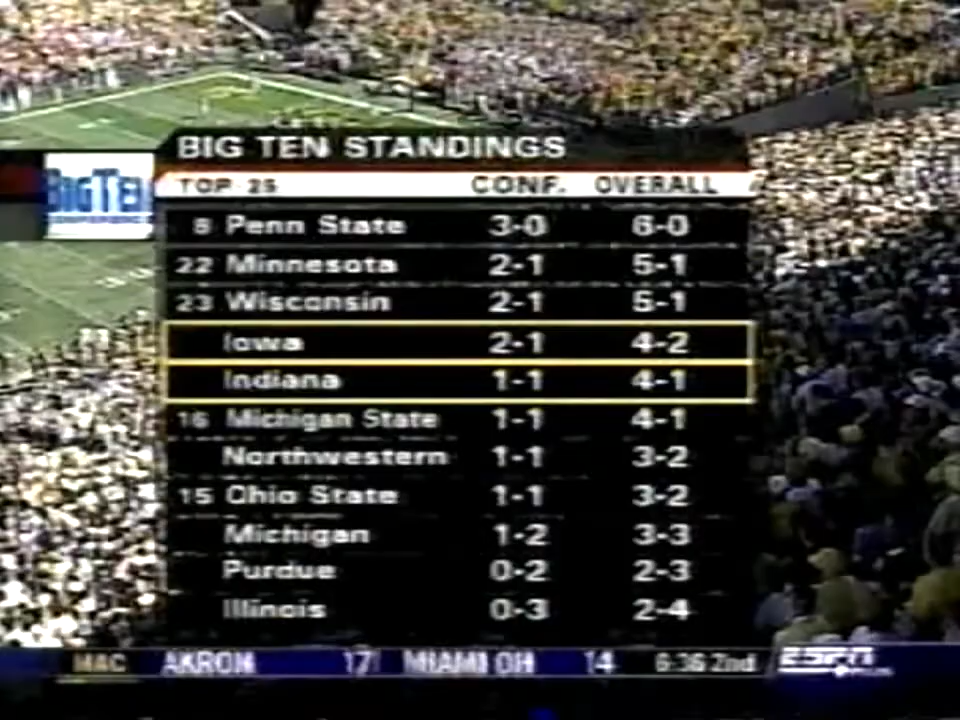 BIG TEN STANDINGS
BIG TEN
TOP 25 CONF. OVERALL
8 Penn State 3-0 6-0
22 Minnesota 2-1 5-1
23 Wisconsin 2-1 5-1
Iowa 2-1 4-2
Indiana 1-1 4-1
16 Michigan State 1-1 4-1
Northwestern 1-1 3-2
15 Ohio State 1-1 3-2
Michigan 1-2 3-3
Purdue 0-2 2-3
Illinois 0-3 2-4
MAC AKRON 17 MIAMI OH 14 6:36 2nd ESPN